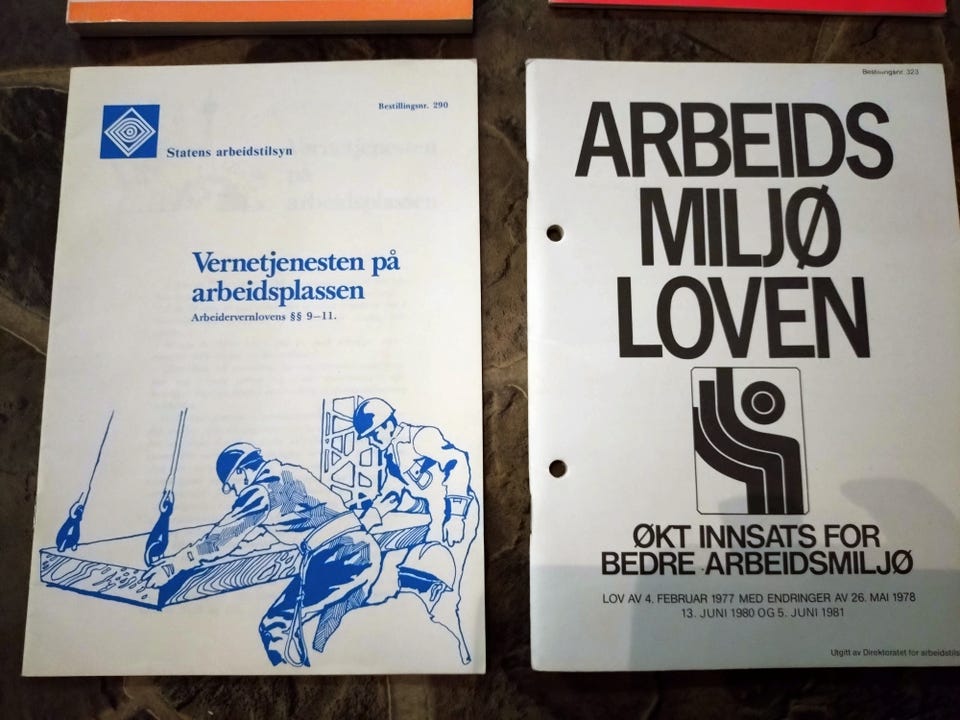 Bestillingsnr. 290
Statens arbeidstilsyn
Vernetjenesten på
arbeidsplassen
Arbeidervernlovens §§ 9–11.
Bestillingsnr. 323
ARBEIDS
MILJØ
LOVEN
ØKT INNSATS FOR
BEDRE ARBEIDSMILJØ
LOV AV 4. FEBRUAR 1977 MED ENDRINGER AV 26. MAI 1978
13. JUNI 1980 OG 5. JUNI 1981
Utgitt av Direktoratet for arbeidstils